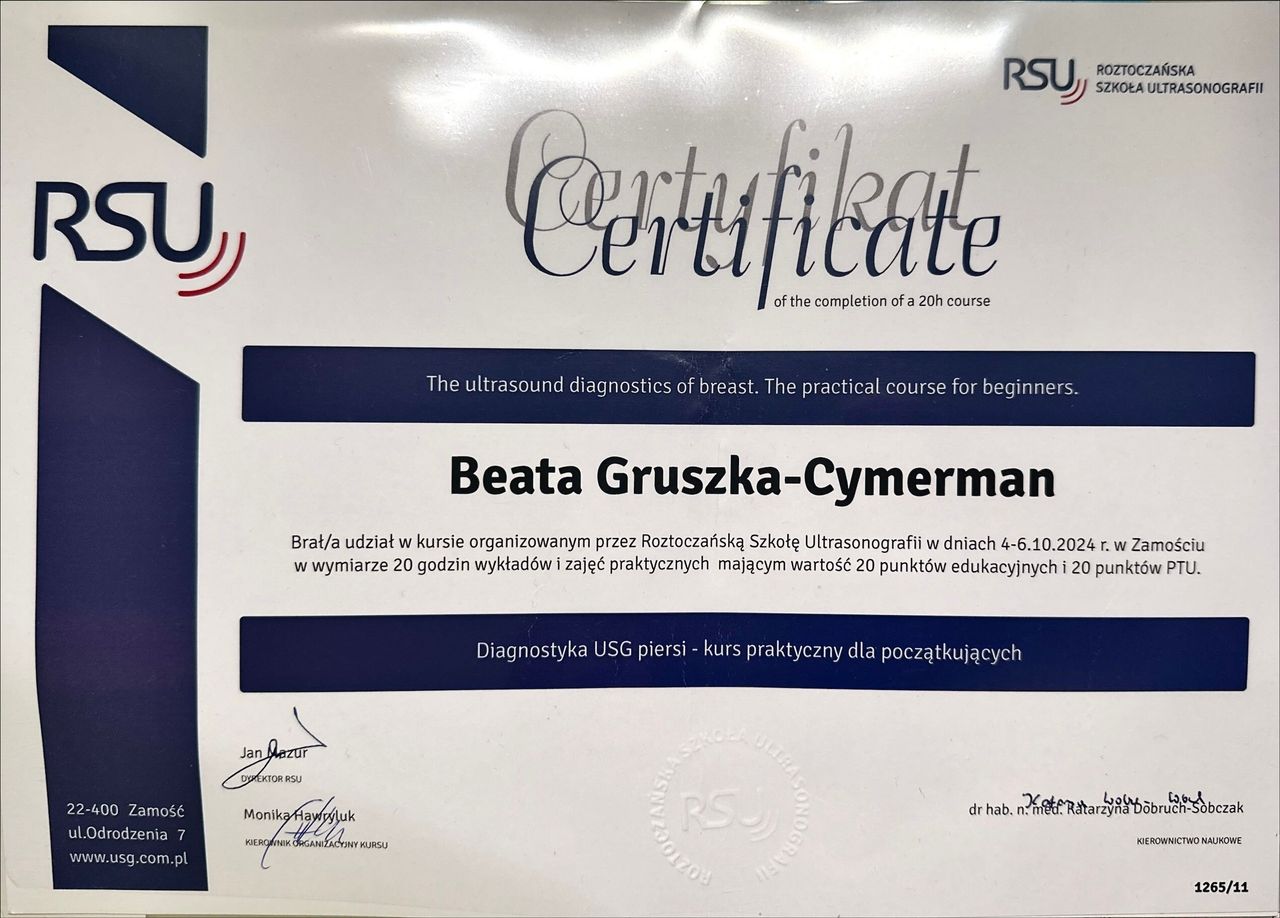 RSU
ROZTOCZAŃSKA
SZKOŁA ULTRASONOGRAFII
Certyfikat
Certificate
of the completion of a 20h course
RSU
The ultrasound diagnostics of breast. The practical course for beginners.
Beata Gruszka-Cymerman
Brał/a udział w kursie organizowanym przez Roztoczańską Szkołę Ultrasonografii w dniach 4-6.10.2024 r. w Zamościu
w wymiarze 20 godzin wykładów i zajęć praktycznych mającym wartość 20 punktów edukacyjnych i 20 punktów PTU.
Diagnostyka USG piersi - kurs praktyczny dla początkujących
Jan Mazur
DYREKTOR RSU
Monika Hawryluk
KIEROWNIK ORGANIZACYJNY KURSU
ROZTOCZAŃSKA SZKOŁA ULTRASONOGRAFII
RSU
dr hab. n. med. Katarzyna Dobruch-Sobczak
KIEROWNICTWO NAUKOWE
22-400 Zamość
ul.Odrodzenia 7
www.usg.com.pl
1265/11